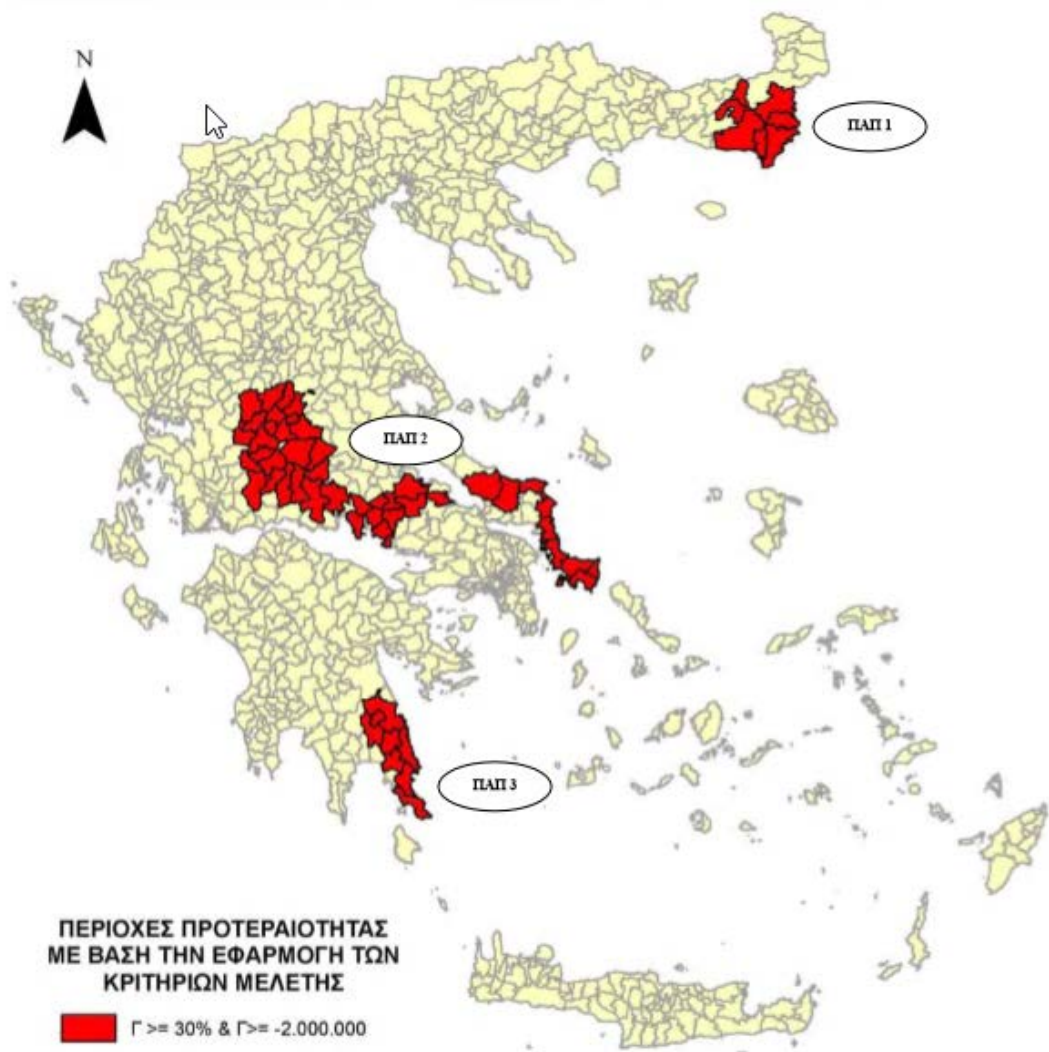 N
ΠΑΠ 1
ΠΑΠ 2
ΠΑΠ 3
ΠΕΡΙΟΧΕΣ ΠΡΟΤΕΡΑΙΟΤΗΤΑΣ
ΜΕ ΒΑΣΗ ΤΗΝ ΕΦΑΡΜΟΓΗ ΤΩΝ
ΚΡΙΤΗΡΙΩΝ ΜΕΛΕΤΗΣ
Γ >= 30% & Γ>= -2.000.000